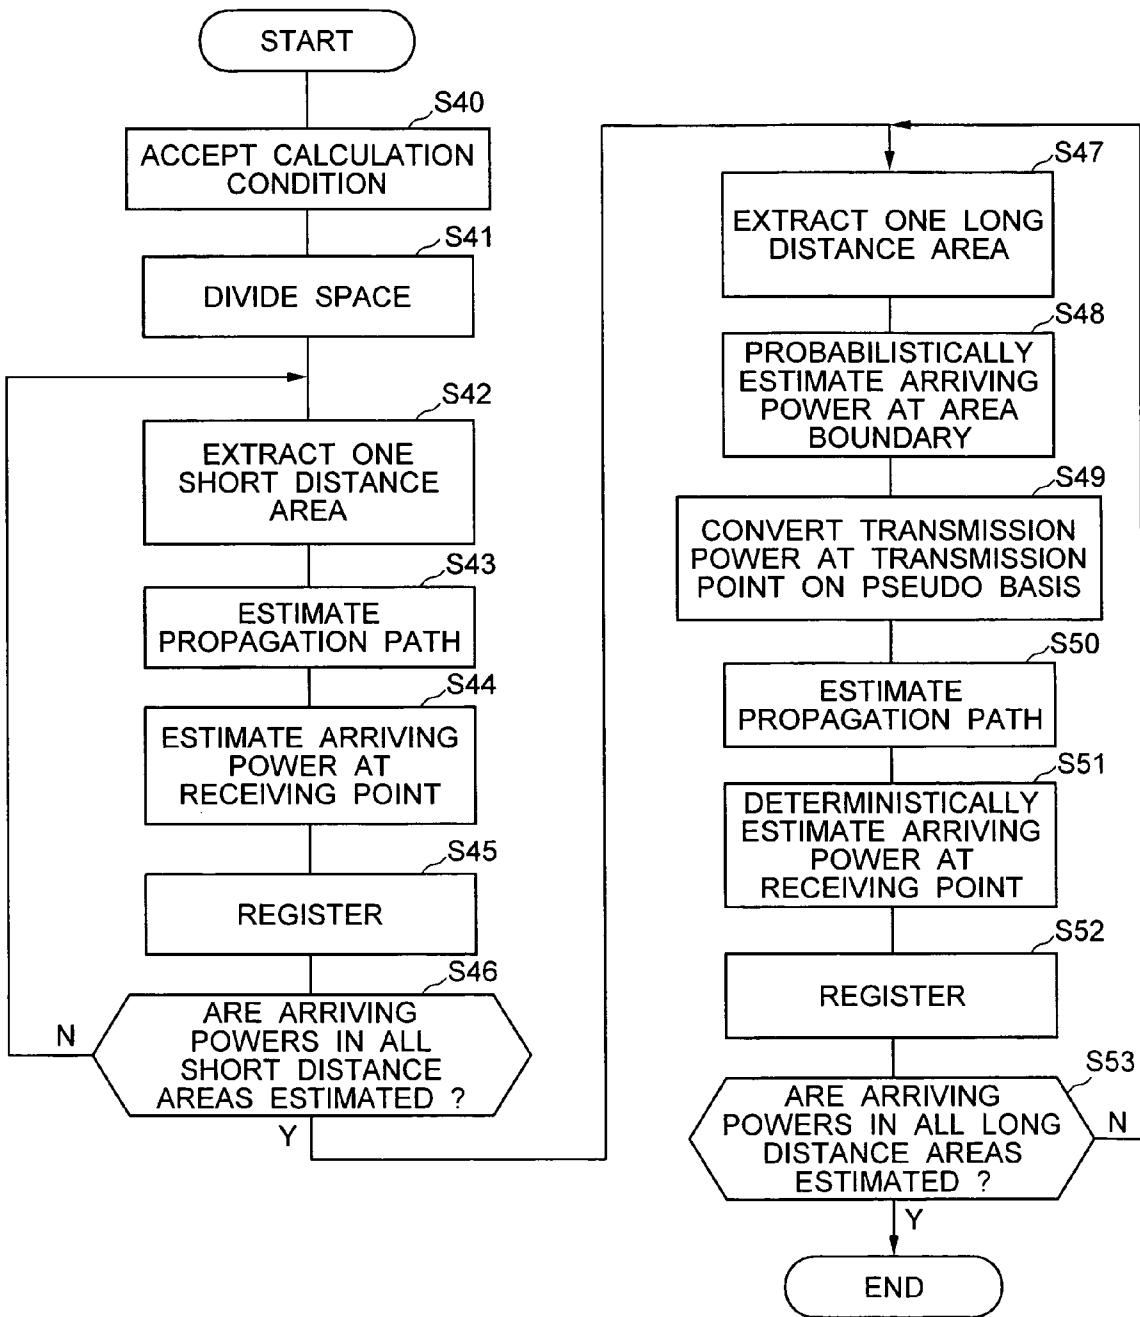 START
S40
ACCEPT CALCULATION
CONDITION
S41
DIVIDE SPACE
S42
EXTRACT ONE
SHORT DISTANCE
AREA
S43
ESTIMATE
PROPAGATION PATH
S44
ESTIMATE ARRIVING
POWER AT
RECEIVING POINT
S45
REGISTER
S46
ARE ARRIVING
POWERS IN ALL
SHORT DISTANCE
AREAS ESTIMATED ?
N
Y
S47
EXTRACT ONE LONG
DISTANCE AREA
S48
PROBABILISTICALLY
ESTIMATE ARRIVING
POWER AT AREA
BOUNDARY
S49
CONVERT TRANSMISSION
POWER AT TRANSMISSION
POINT ON PSEUDO BASIS
S50
ESTIMATE
PROPAGATION PATH
S51
DETERMINISTICALLY
ESTIMATE ARRIVING
POWER AT
RECEIVING POINT
S52
REGISTER
S53
ARE ARRIVING
POWERS IN ALL LONG
DISTANCE AREAS
ESTIMATED ?
N
Y
END